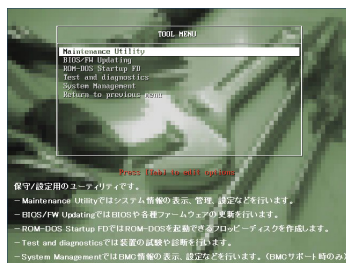 TOOL MENU
Maintenance Utility
BIOS/FW Updating
ROM-DOS Startup FD
Test and diagnostics
System Management
Return to previous menu
Press [Tab] to edit options
保守/設定用のユーティリティです。
－Maintenance Utilityではシステム情報の表示、管理、設定などを行います。
－BIOS/FW UpdatingではBIOSや各種ファームウェアの更新を行います。
－ROM-DOS Startup FDではROM-DOSを起動できるフロッピーディスクを作成します。
－Test and diagnosticsでは装置の試験や診断を行います。
－System ManagementではBMC情報の表示、設定などを行います。(BMCサポート時のみ)